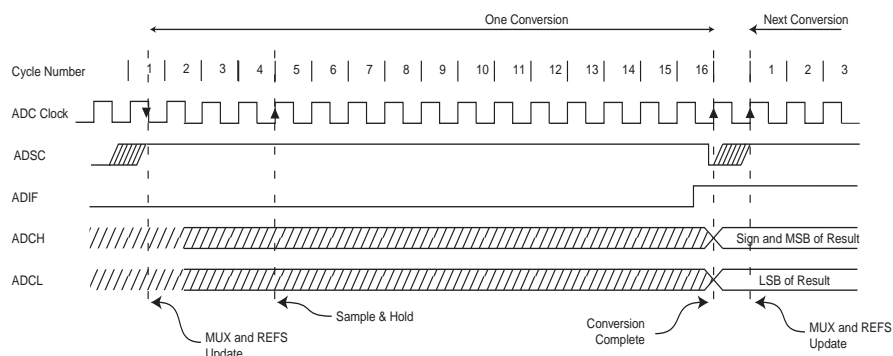 One Conversion
Next Conversion
Cycle Number
1 2 3 4 5 6 7 8 9 10 11 12 13 14 15 16 1 2 3
ADC Clock
ADSC
ADIF
ADCH
Sign and MSB of Result
ADCL
LSB of Result
MUX and REFS
Update
Sample & Hold
Conversion
Complete
MUX and REFS
Update